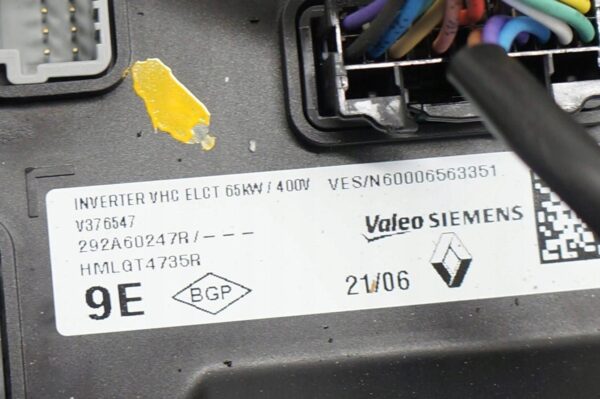 INVERTER VHC ELCT 65KW / 400V VES/N60006563351
V376547
292A60247R/---
HMLGT4735R
Valeo SIEMENS
9E
BGP
21/06